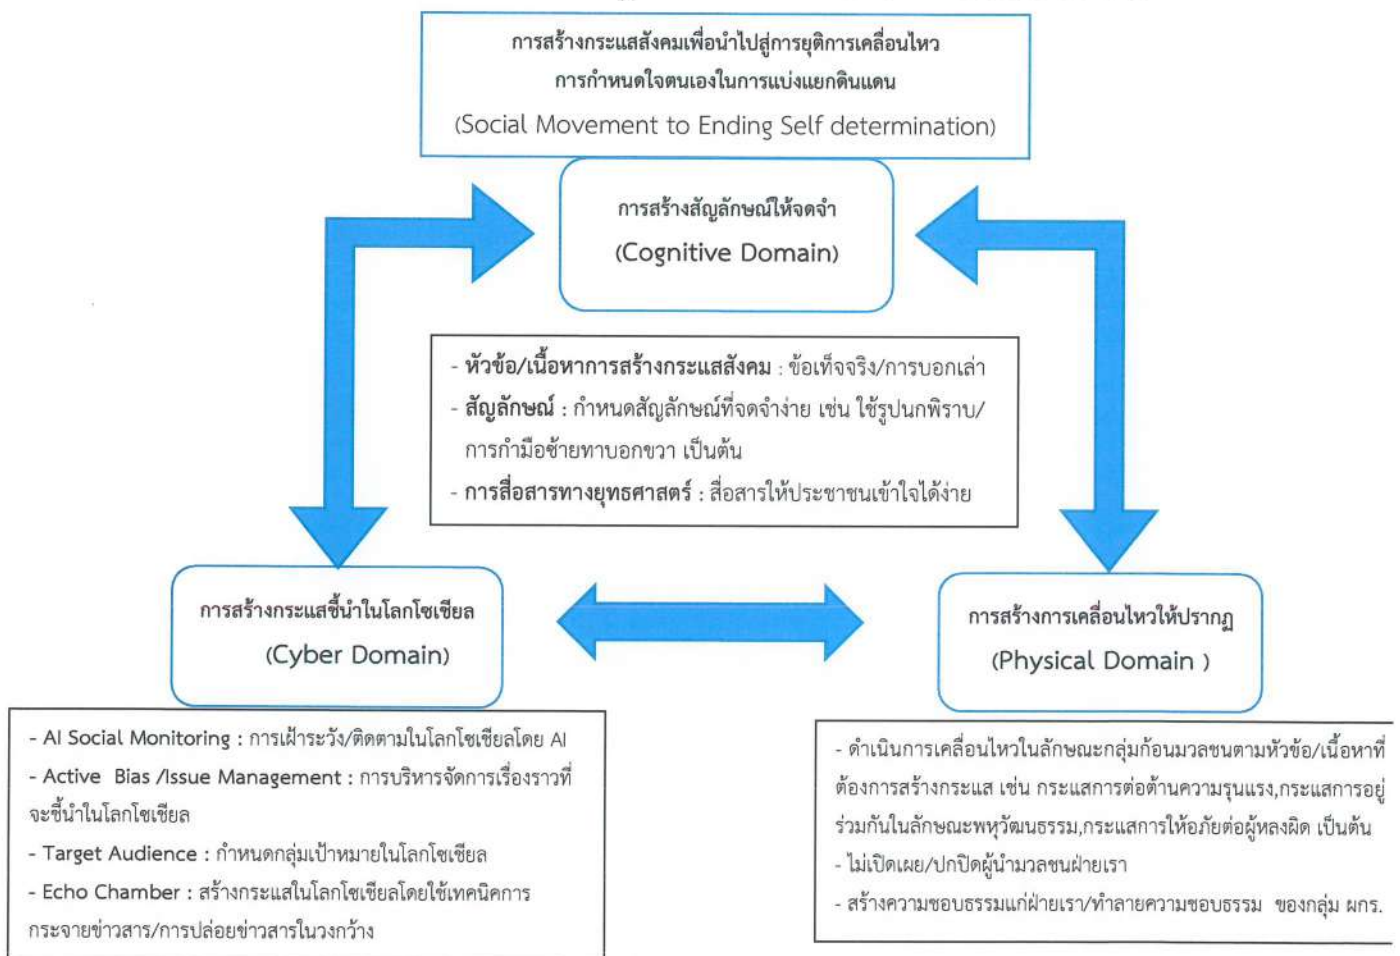 การสร้างกระแสสังคมเพื่อนำไปสู่การยุติการเคลื่อนไหว
การกำหนดใจตนเองในการแบ่งแยกดินแดน
(Social Movement to Ending Self determination)
การสร้างสัญลักษณ์ให้จดจำ
(Cognitive Domain)
- หัวข้อ/เนื้อหาการสร้างกระแสสังคม : ข้อเท็จจริง/การบอกเล่า
- สัญลักษณ์ : กำหนดสัญลักษณ์ที่จดจำง่าย เช่น ใช้รูปนกพิราบ/
การกำมือซ้ายทาบอกขวา เป็นต้น
- การสื่อสารทางยุทธศาสตร์ : สื่อสารให้ประชาชนเข้าใจได้ง่าย
การสร้างกระแสชี้นำในโลกโซเชียล
(Cyber Domain)
- AI Social Monitoring : การเฝ้าระวัง/ติดตามในโลกโซเชียลโดย AI
- Active Bias /Issue Management : การบริหารจัดการเรื่องราวที่
จะชี้นำในโลกโซเชียล
- Target Audience : กำหนดกลุ่มเป้าหมายในโลกโซเชียล
- Echo Chamber : สร้างกระแสในโลกโซเชียลโดยใช้เทคนิคการ
กระจายข่าวสาร/การปล่อยข่าวสารในวงกว้าง
การสร้างการเคลื่อนไหวให้ปรากฏ
(Physical Domain )
- ดำเนินการเคลื่อนไหวในลักษณะกลุ่มก้อนมวลชนตามหัวข้อ/เนื้อหาที่
ต้องการสร้างกระแส เช่น กระแสการต่อต้านความรุนแรง,กระแสการอยู่
ร่วมกันในลักษณะพหุวัฒนธรรม,กระแสการให้อภัยต่อผู้หลงผิด เป็นต้น
- ไม่เปิดเผย/ปกปิดผู้นำมวลชนฝ่ายเรา
- สร้างความชอบธรรมแก่ฝ่ายเรา/ทำลายความชอบธรรม ของกลุ่ม ผกร.